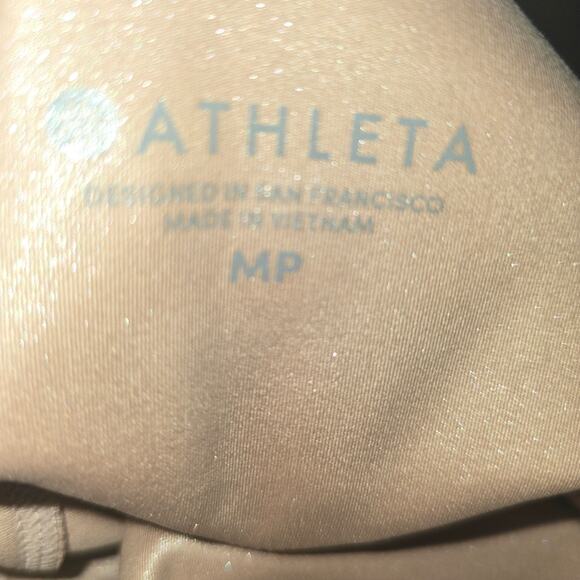 ATHLETA
DESIGNED IN SAN FRANCISCO
MADE IN VIETNAM
MP